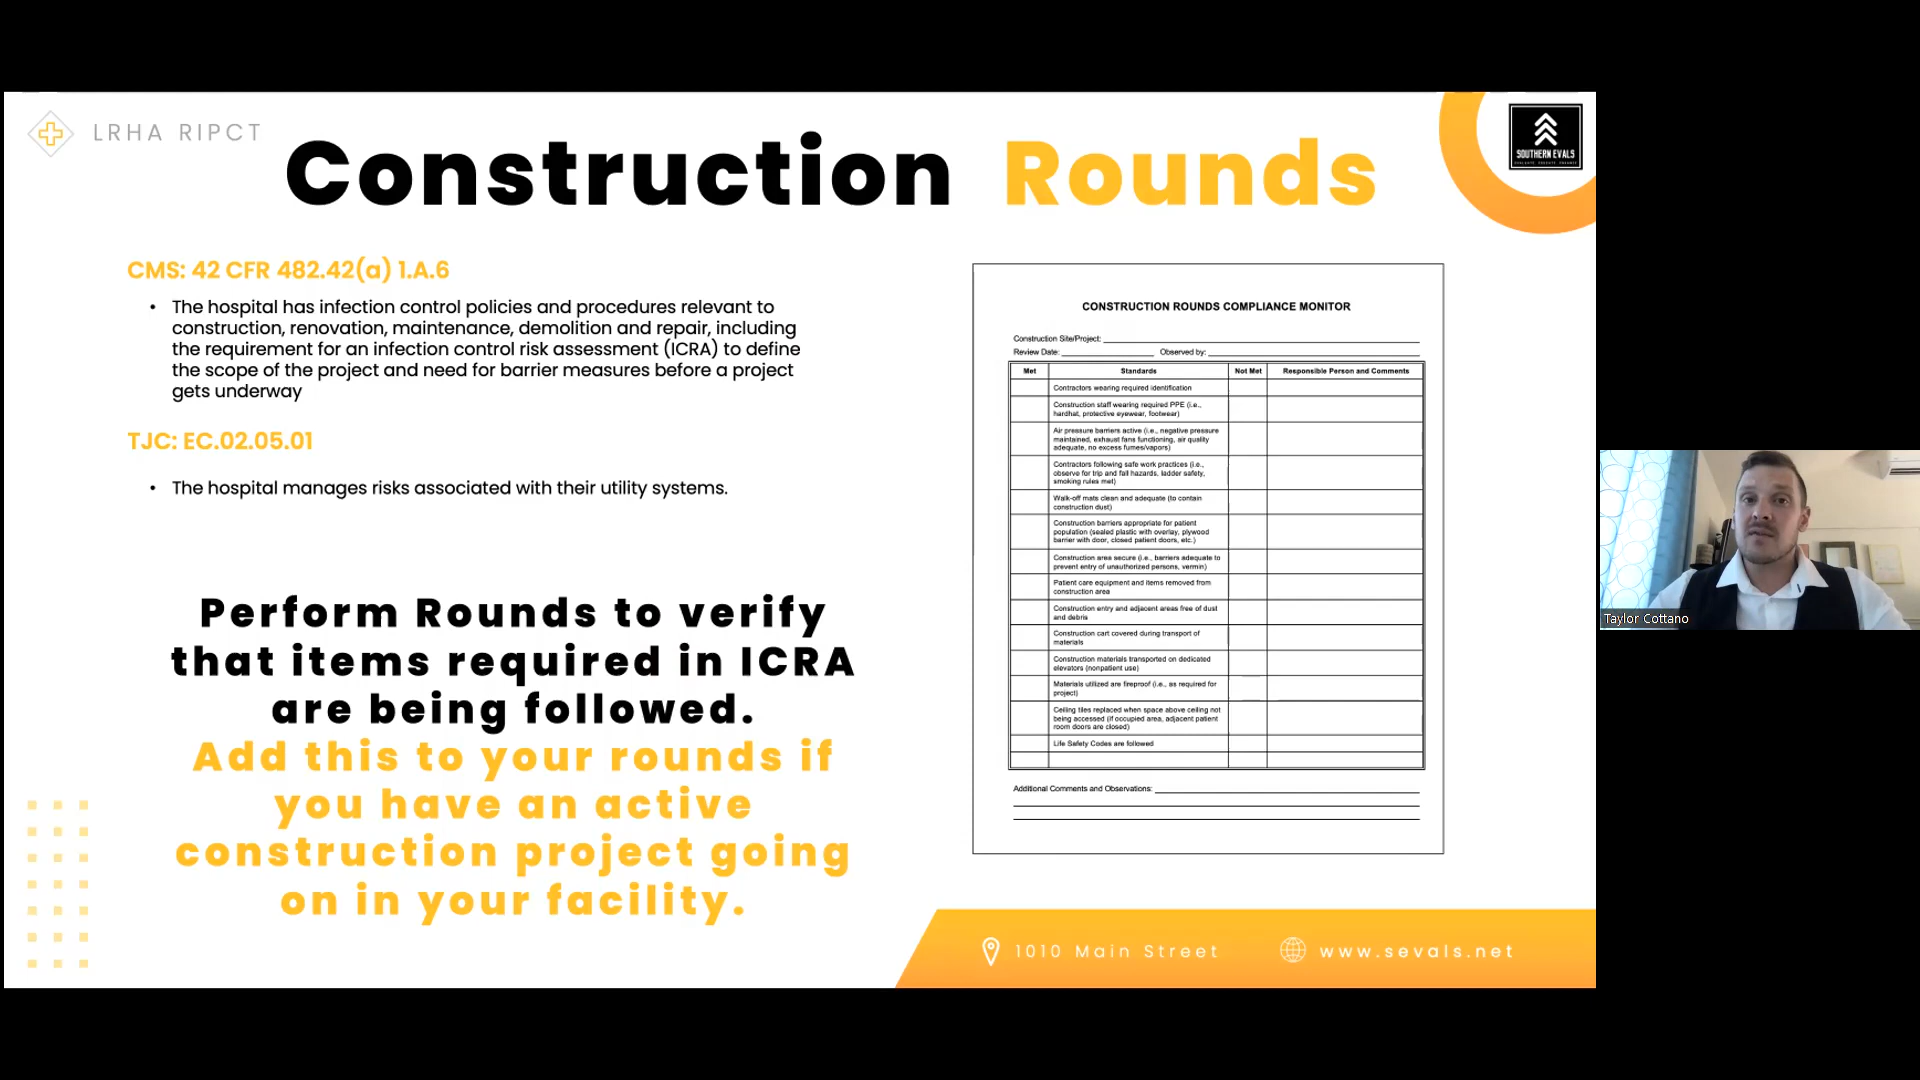 LRHA RIPCT
Construction Rounds
SOUTHERN EVALS
CMS: 42 CFR 482.42(a) 1.A.6
• The hospital has infection control policies and procedures relevant to
construction, renovation, maintenance, demolition and repair, including
the requirement for an infection control risk assessment (ICRA) to define
the scope of the project and need for barrier measures before a project
gets underway
TJC: EC.02.05.01
• The hospital manages risks associated with their utility systems.
Perform Rounds to verify
that items required in ICRA
are being followed.
Add this to your rounds if
you have an active
construction project going
on in your facility.
CONSTRUCTION ROUNDS COMPLIANCE MONITOR
Construction Site/Project:
Review Date: Observed by:
Met Standards Not Met Responsible Person and Comments
Contractors wearing required identification
Construction staff wearing required PPE (i.e.,
hardhat, protective eyewear, footwear)
Air pressure barriers active (i.e., negative pressure
maintained, exhaust fans functioning, air quality
adequate, no excess fumes/vapors)
Contractors following safe work practices (i.e.,
observe for trip and fall hazards, ladder safety,
smoking rules met)
Walk-off mats clean and adequate (to contain
construction dust)
Construction barriers appropriate for patient
population (sealed plastic with overlay, plywood
barrier with door, closed patient doors, etc.)
Construction area secure (i.e., barriers adequate to
prevent entry of unauthorized persons, vermin)
Patient care equipment and items removed from
construction area
Construction entry and adjacent areas free of dust
and debris
Construction cart covered during transport of
materials
Construction materials transported on dedicated
elevators (nonpatient use)
Materials utilized are fireproof (i.e., as required for
project)
Ceiling tiles replaced when space above ceiling not
being accessed (if occupied area, adjacent patient
room doors are closed)
Life Safety Codes are followed
Additional Comments and Observations:
1010 Main Street
www.sevals.net
Taylor Cottano